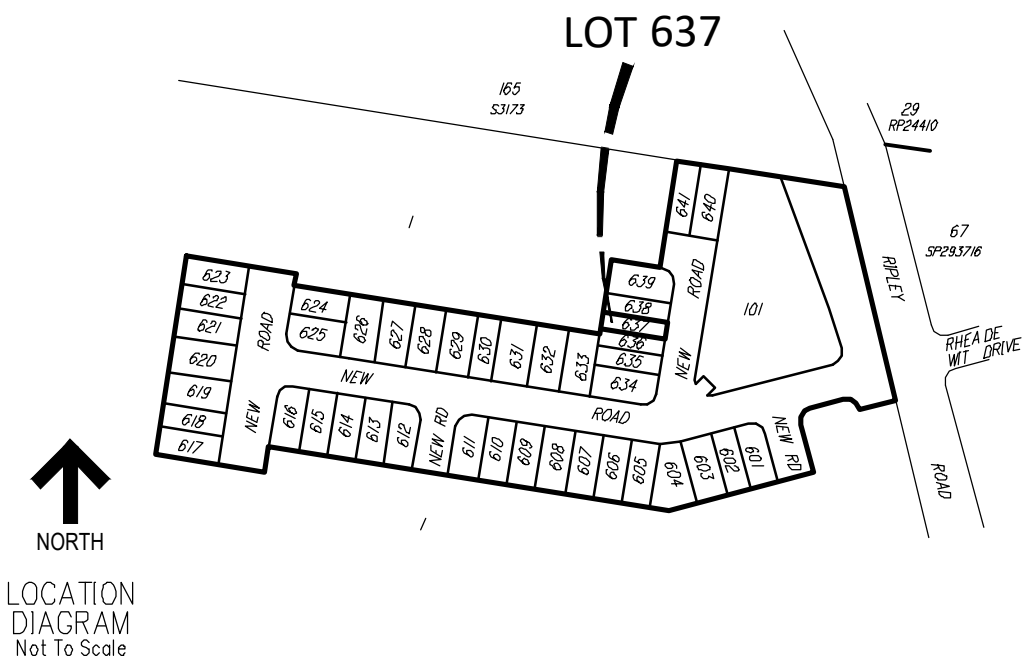 LOT 637
165
S3173
29
RP24410
641
640
1
67
SP293716
RIPLEY
ROAD
623
622
621
620
619
618
617
ROAD
NEW
624
625
626
627
628
629
630
631
632
633
639
638
637
636
635
634
ROAD
NEW
101
RHEA DE
WIT DRIVE
NEW
ROAD
616
615
614
613
612
NEW RD
611
610
609
608
607
606
605
604
603
602
601
NEW RD
1
NORTH
LOCATION
DIAGRAM
Not To Scale